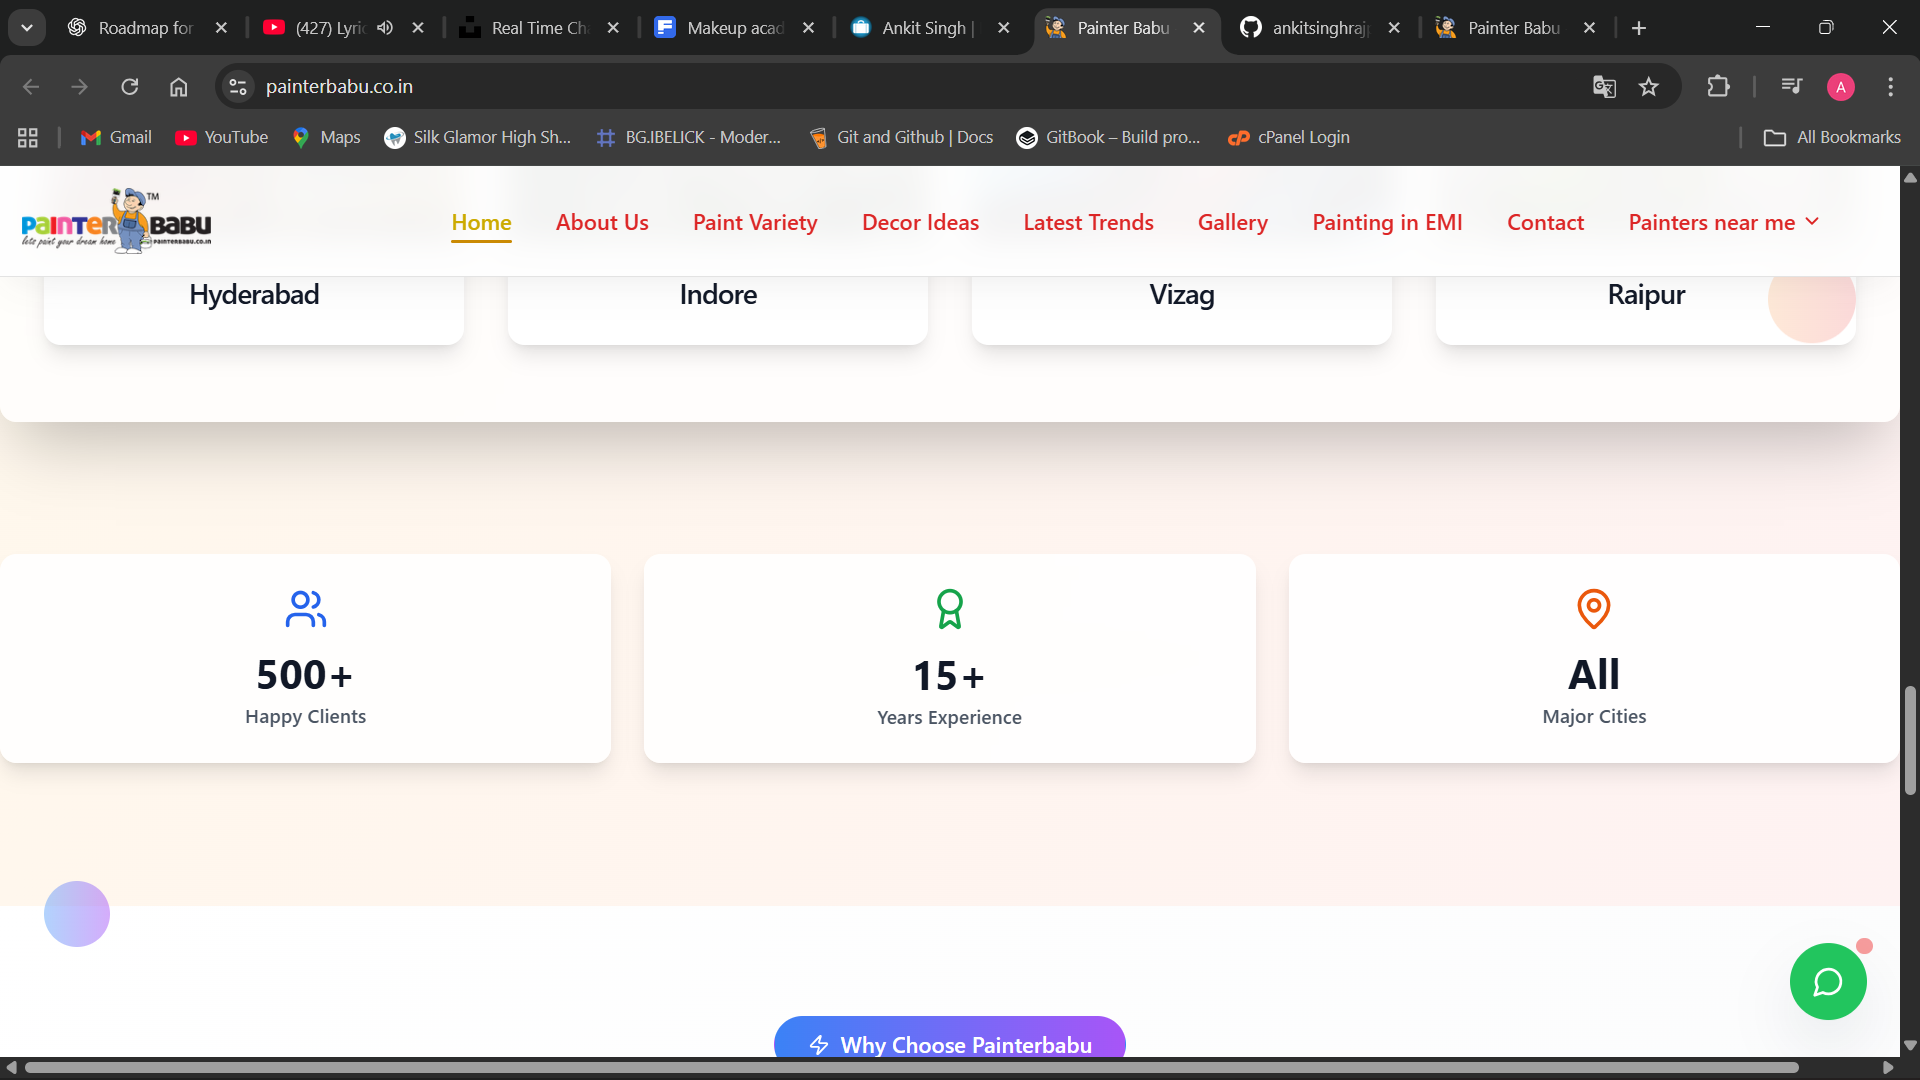 Roadmap for
(427) Lyric
Real Time Ch
Makeup acad
Ankit Singh |
Painter Babu
ankitsinghraj
Painter Babu
painterbabu.co.in
A
Gmail
YouTube
Maps
Silk Glamor High Sh...
BG.IBELICK - Moder...
Git and Github | Docs
GitBook – Build pro...
cPanel Login
All Bookmarks
PAINTER BABU TM
lets paint your dream home
PAINTERBABU.CO.IN
Home
About Us
Paint Variety
Decor Ideas
Latest Trends
Gallery
Painting in EMI
Contact
Painters near me
Hyderabad
Indore
Vizag
Raipur
500+
Happy Clients
15+
Years Experience
All
Major Cities
Why Choose Painterbabu